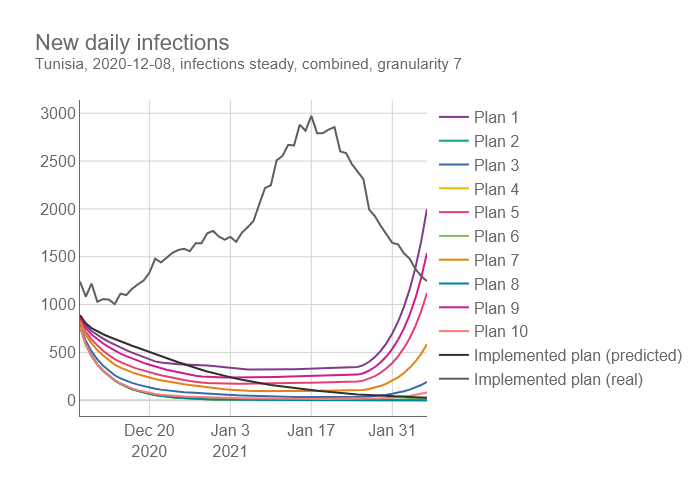 New daily infections
Tunisia, 2020-12-08, infections steady, combined, granularity 7
3000
2500
2000
1500
1000
500
0
Dec 20
2020
Jan 3
2021
Jan 17
Jan 31
Plan 1
Plan 2
Plan 3
Plan 4
Plan 5
Plan 6
Plan 7
Plan 8
Plan 9
Plan 10
Implemented plan (predicted)
Implemented plan (real)